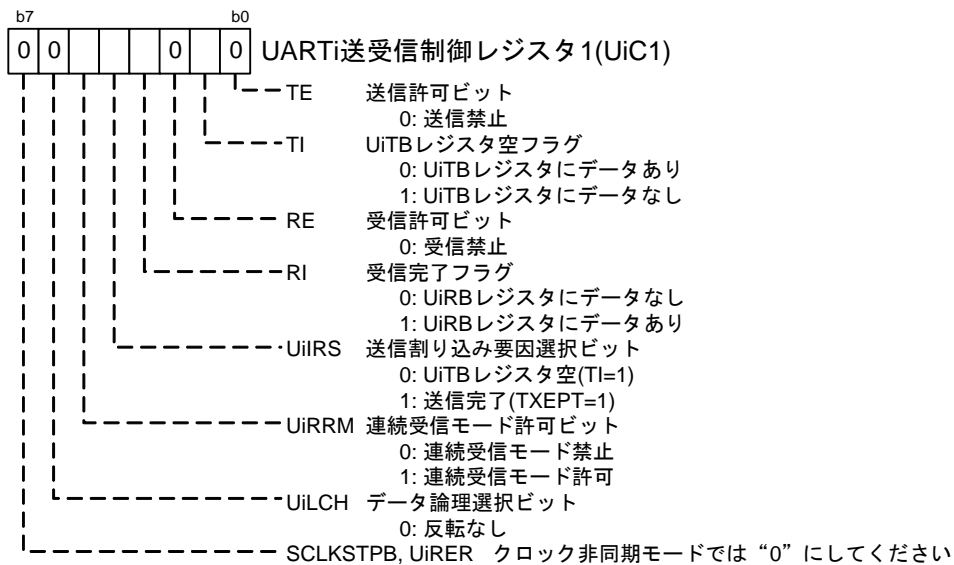 b7 b0
0 0 0 0 UARTi送受信制御レジスタ1(UiC1)
TE 送信許可ビット
0: 送信禁止
TI UiTBレジスタ空フラグ
0: UiTBレジスタにデータあり
1: UiTBレジスタにデータなし
RE 受信許可ビット
0: 受信禁止
RI 受信完了フラグ
0: UiRBレジスタにデータなし
1: UiRBレジスタにデータあり
UiIRS 送信割り込み要因選択ビット
0: UiTBレジスタ空(TI=1)
1: 送信完了(TXEPT=1)
UiRRM 連続受信モード許可ビット
0: 連続受信モード禁止
1: 連続受信モード許可
UiLCH データ論理選択ビット
0: 反転なし
SCLKSTPB, UiRER クロック非同期モードでは“0”にしてください